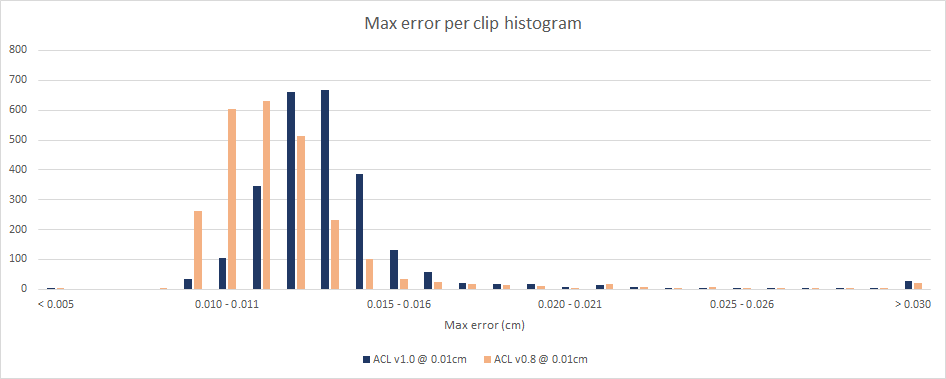 Max error per clip histogram
800
700
600
500
400
300
200
100
0
< 0.005
0.010 - 0.011
0.015 - 0.016
0.020 - 0.021
0.025 - 0.026
> 0.030
Max error (cm)
ACL v1.0 @ 0.01cm
ACL v0.8 @ 0.01cm